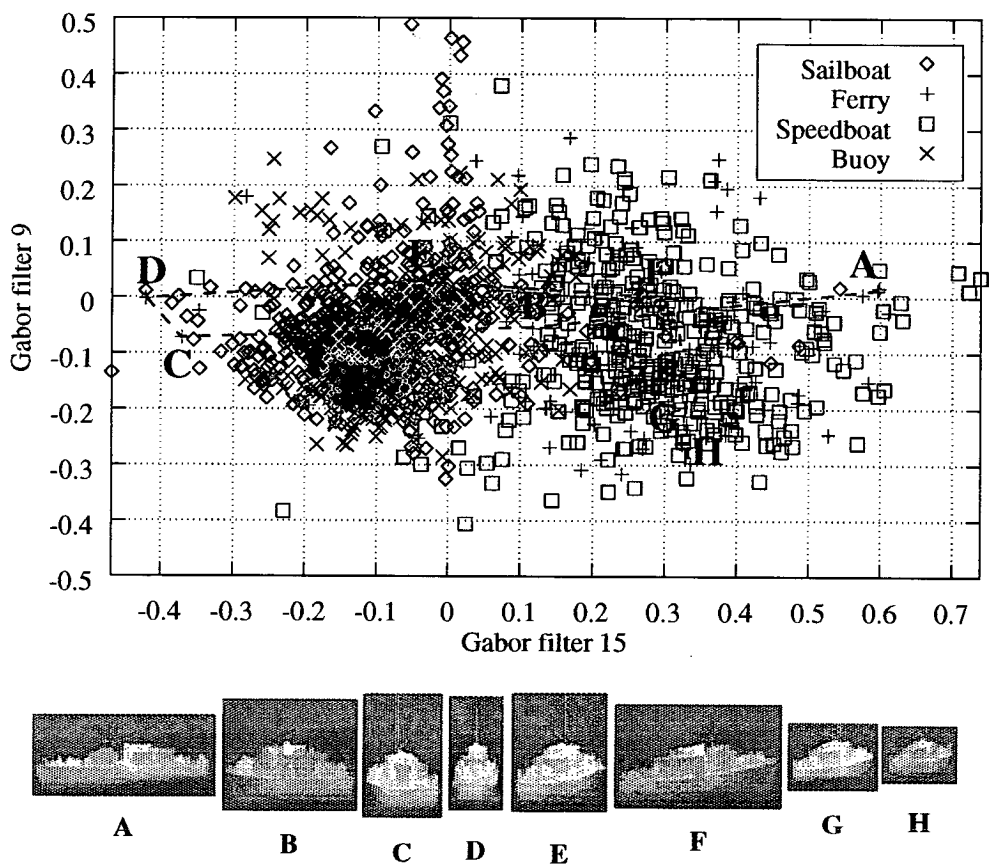 0.5
0.4
0.3
0.2
0.1
0
-0.1
-0.2
-0.3
-0.4
-0.5
Gabor filter 9
Sailboat
Ferry
Speedboat
Buoy
D
C
A
G
H
-0.4 -0.3 -0.2 -0.1 0 0.1 0.2 0.3 0.4 0.5 0.6 0.7
Gabor filter 15
A B C D E F G H